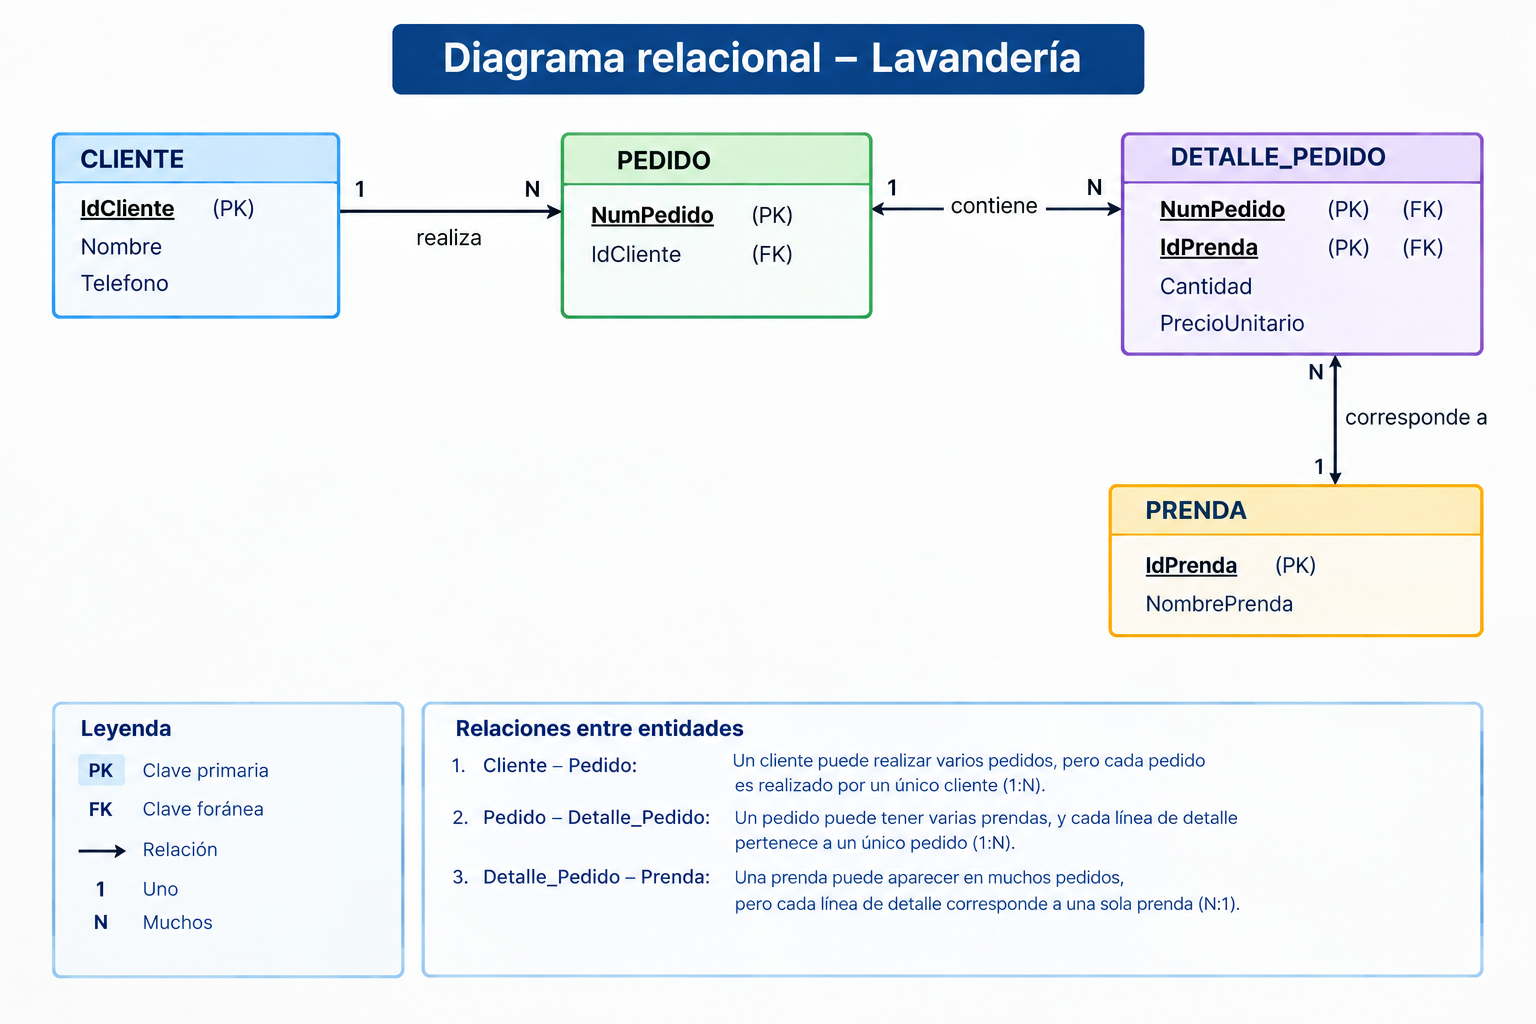 Diagrama relacional – Lavandería
CLIENTE
IdCliente (PK)
Nombre
Telefono
1 N
realiza
PEDIDO
NumPedido (PK)
IdCliente (FK)
1 contiene N
DETALLE_PEDIDO
NumPedido (PK) (FK)
IdPrenda (PK) (FK)
Cantidad
PrecioUnitario
N
corresponde a
1
PRENDA
IdPrenda (PK)
NombrePrenda
Leyenda
PK Clave primaria
FK Clave foránea
Relación
1 Uno
N Muchos
Relaciones entre entidades
1. Cliente – Pedido: Un cliente puede realizar varios pedidos, pero cada pedido
es realizado por un único cliente (1:N).
2. Pedido – Detalle_Pedido: Un pedido puede tener varias prendas, y cada línea de detalle
pertenece a un único pedido (1:N).
3. Detalle_Pedido – Prenda: Una prenda puede aparecer en muchos pedidos,
pero cada línea de detalle corresponde a una sola prenda (N:1).